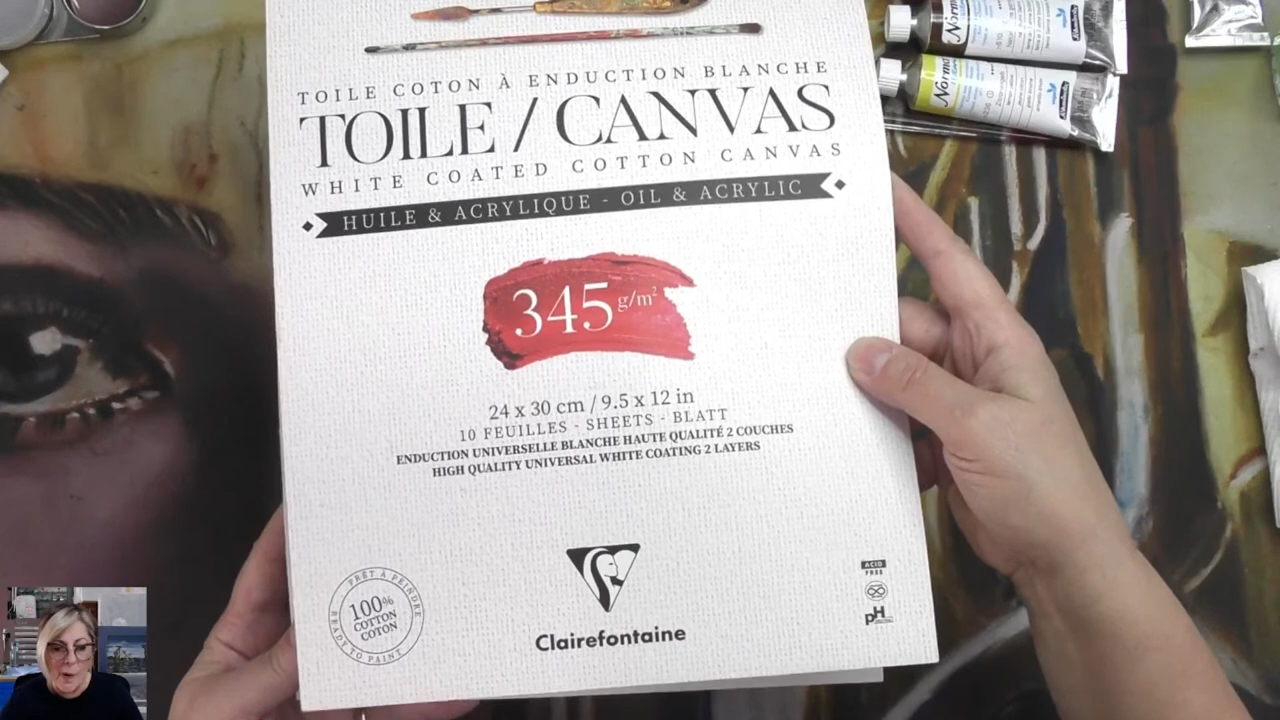 TOILE COTON À ENDUCTION BLANCHE
TOILE / CANVAS
WHITE COATED COTTON CANVAS
HUILE & ACRYLIQUE - OIL & ACRYLIC
345 g/m²
24 x 30 cm / 9.5 x 12 in
10 FEUILLES - SHEETS - BLATT
ENDUCTION UNIVERSELLE BLANCHE HAUTE QUALITÉ 2 COUCHES
HIGH QUALITY UNIVERSAL WHITE COATING 2 LAYERS
PRÊT À PEINDRE
100%
COTTON
COTON
READY TO PAINT
Clairefontaine
ACID
FREE
pH
Norma
Norma